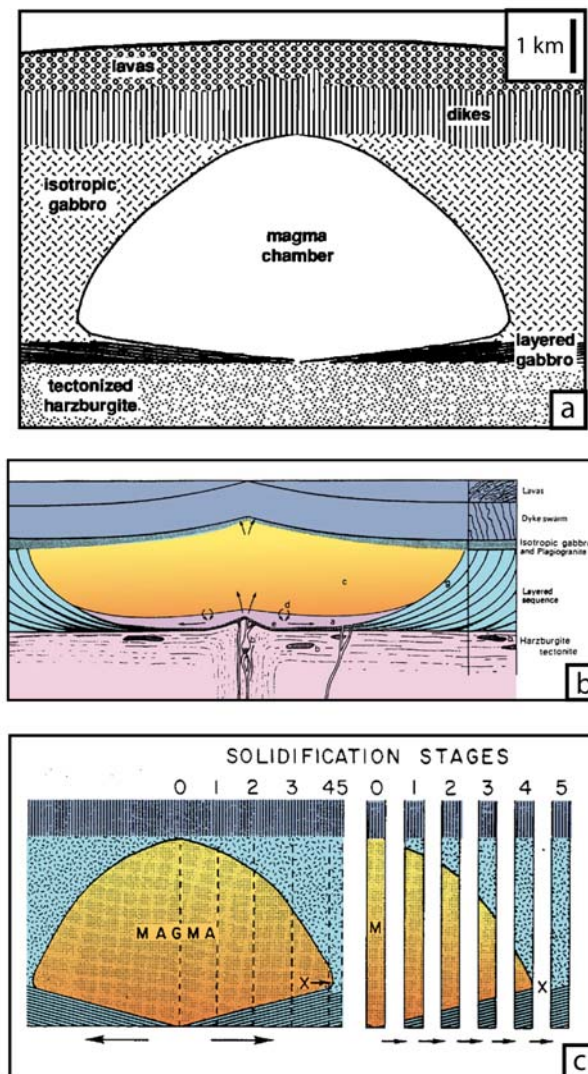 1 km
lavas
dikes
isotropic
gabbro
magma
chamber
layered
gabbro
tectonized
harzburgite
a
Lavas
Dyke swarm
Isotropic gabbro
and Plagiogranite
Layered
sequence
Harzburgite
tectonite
c
g
d
e
a
b
b
SOLIDIFICATION STAGES
0 1 2 3 45 0 1 2 3 4 5
MAGMA
M
X
X
c